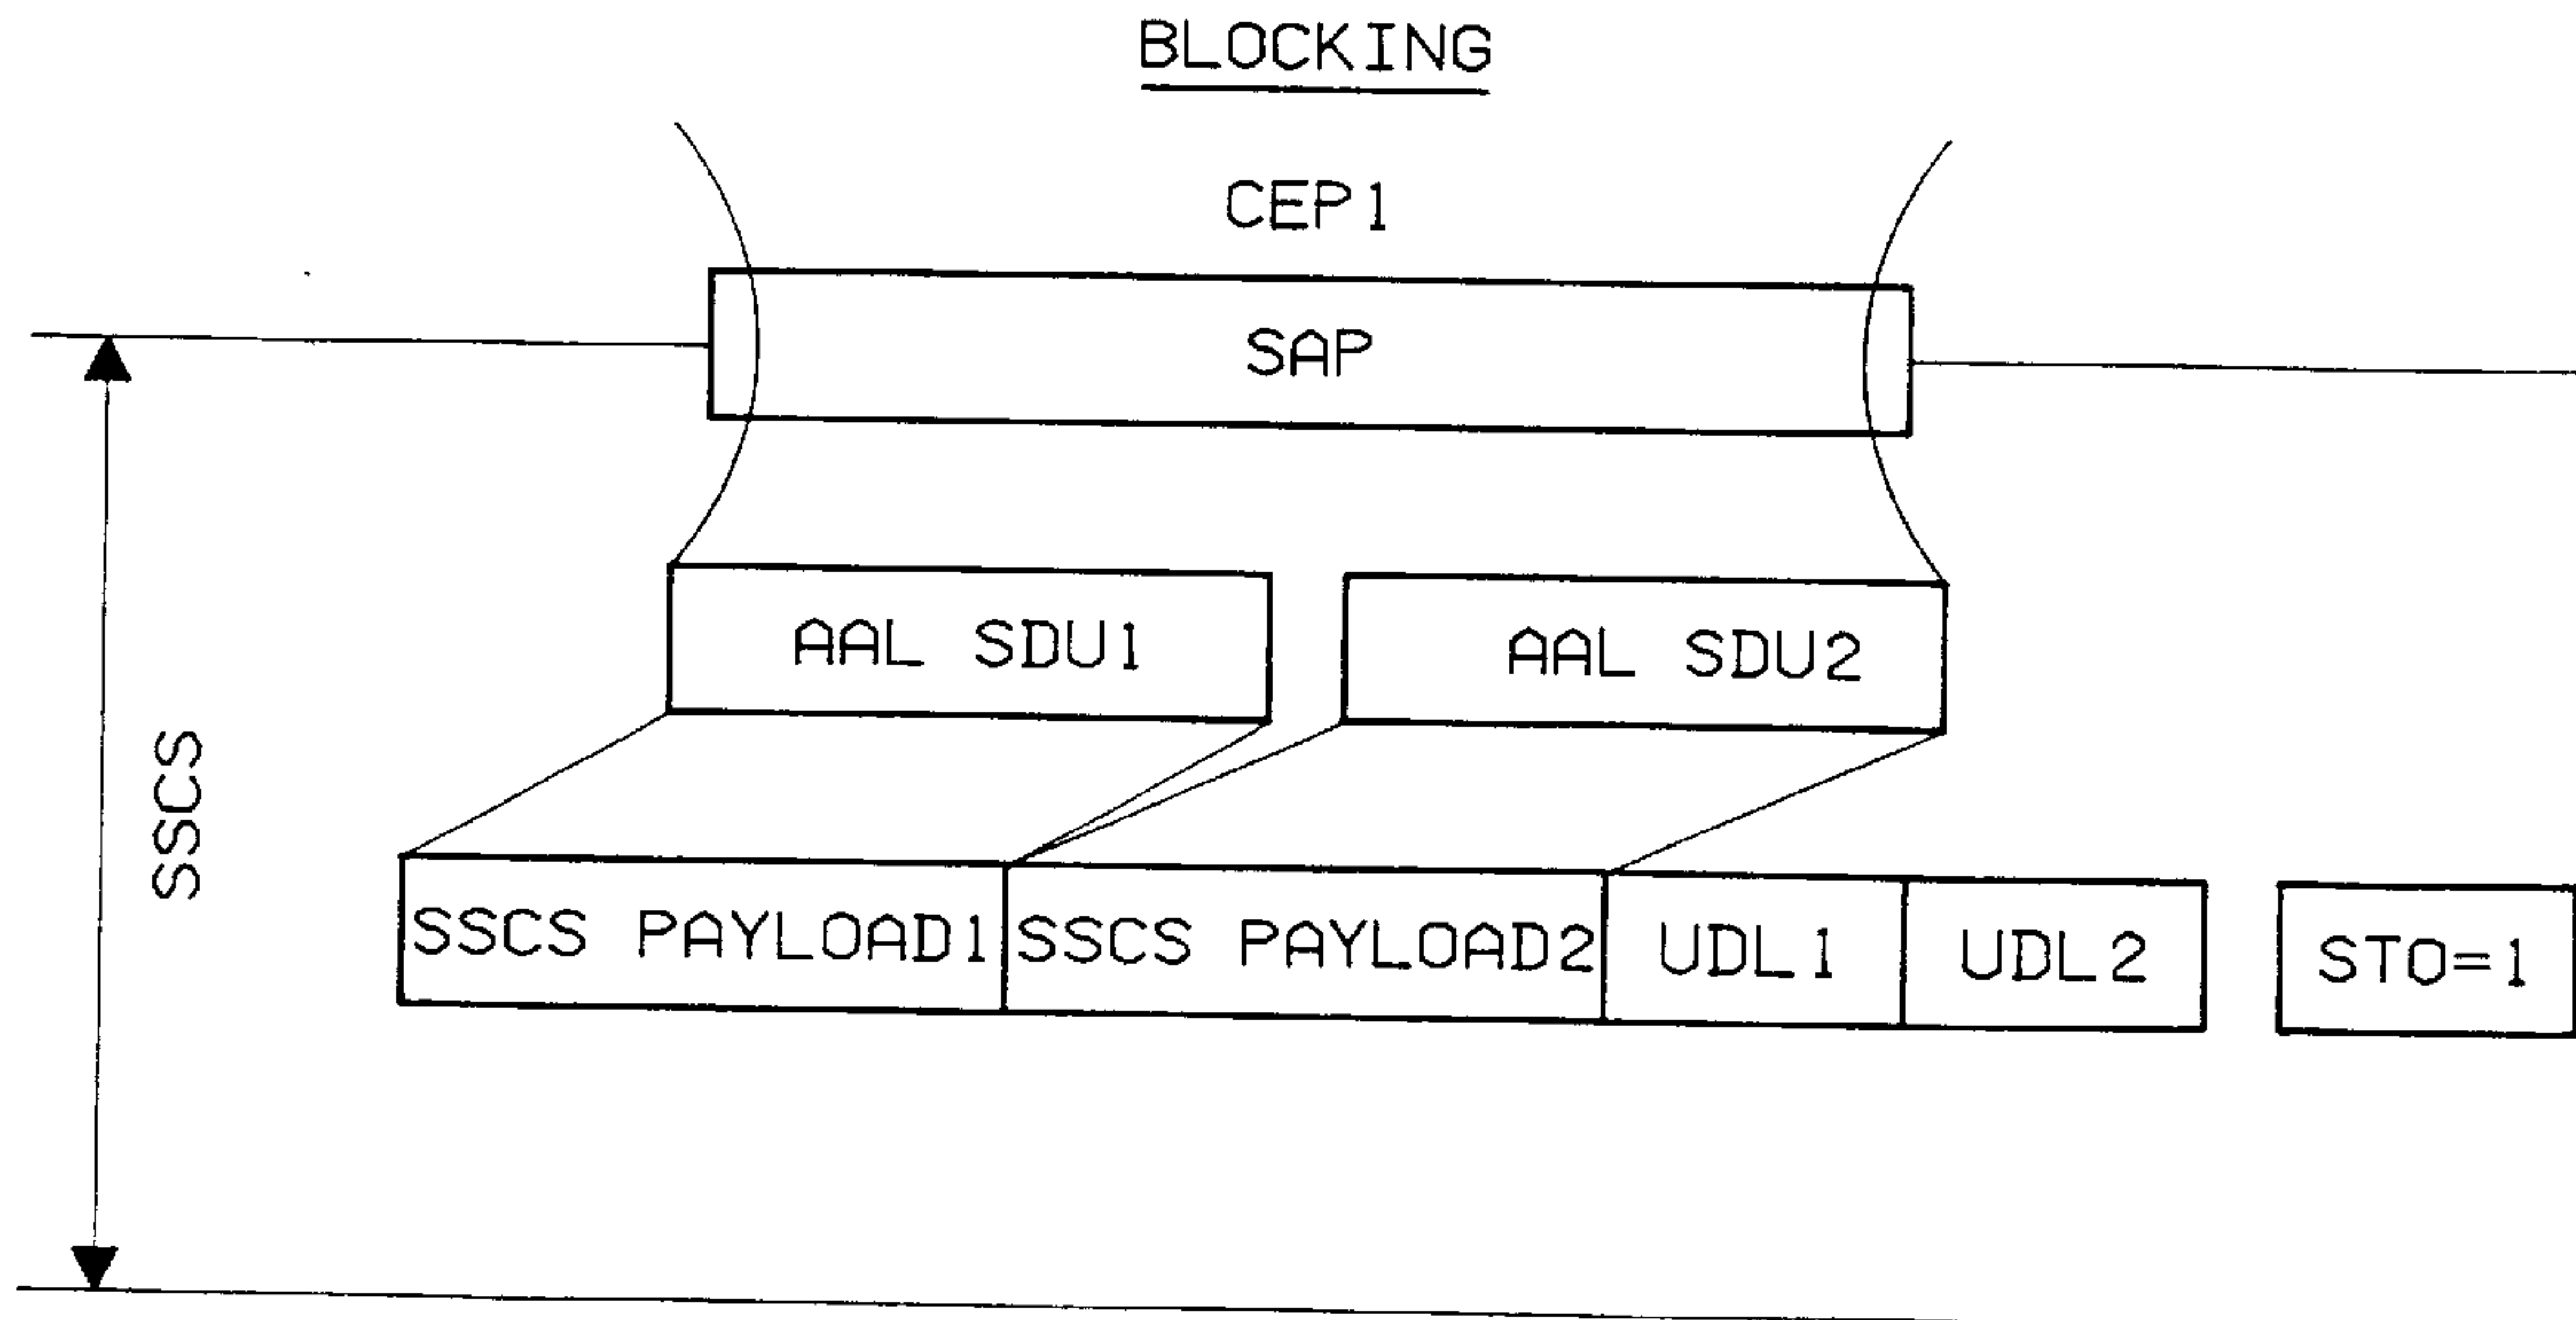 BLOCKING
CEP1
SAP
AAL SDU1
AAL SDU2
SSCS
SSCS PAYLOAD1
SSCS PAYLOAD2
UDL1
UDL2
STO=1